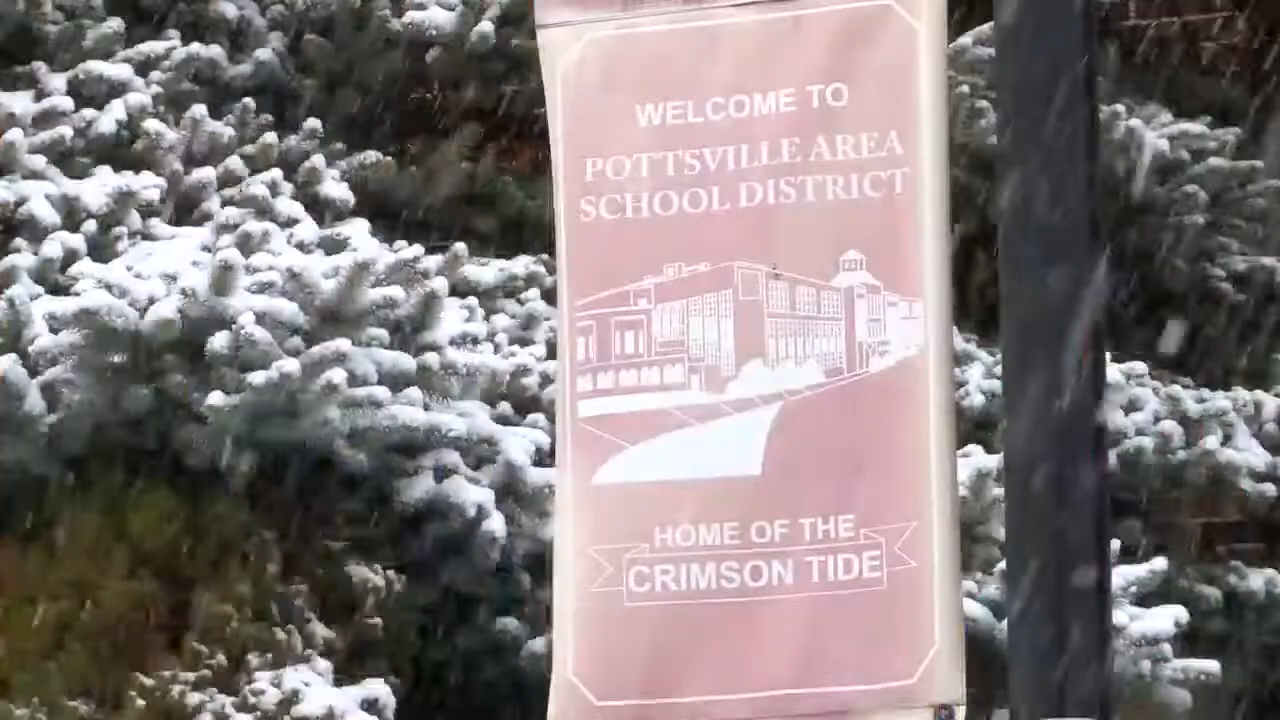 WELCOME TO
POTTSVILLE AREA
SCHOOL DISTRICT
HOME OF THE
CRIMSON TIDE